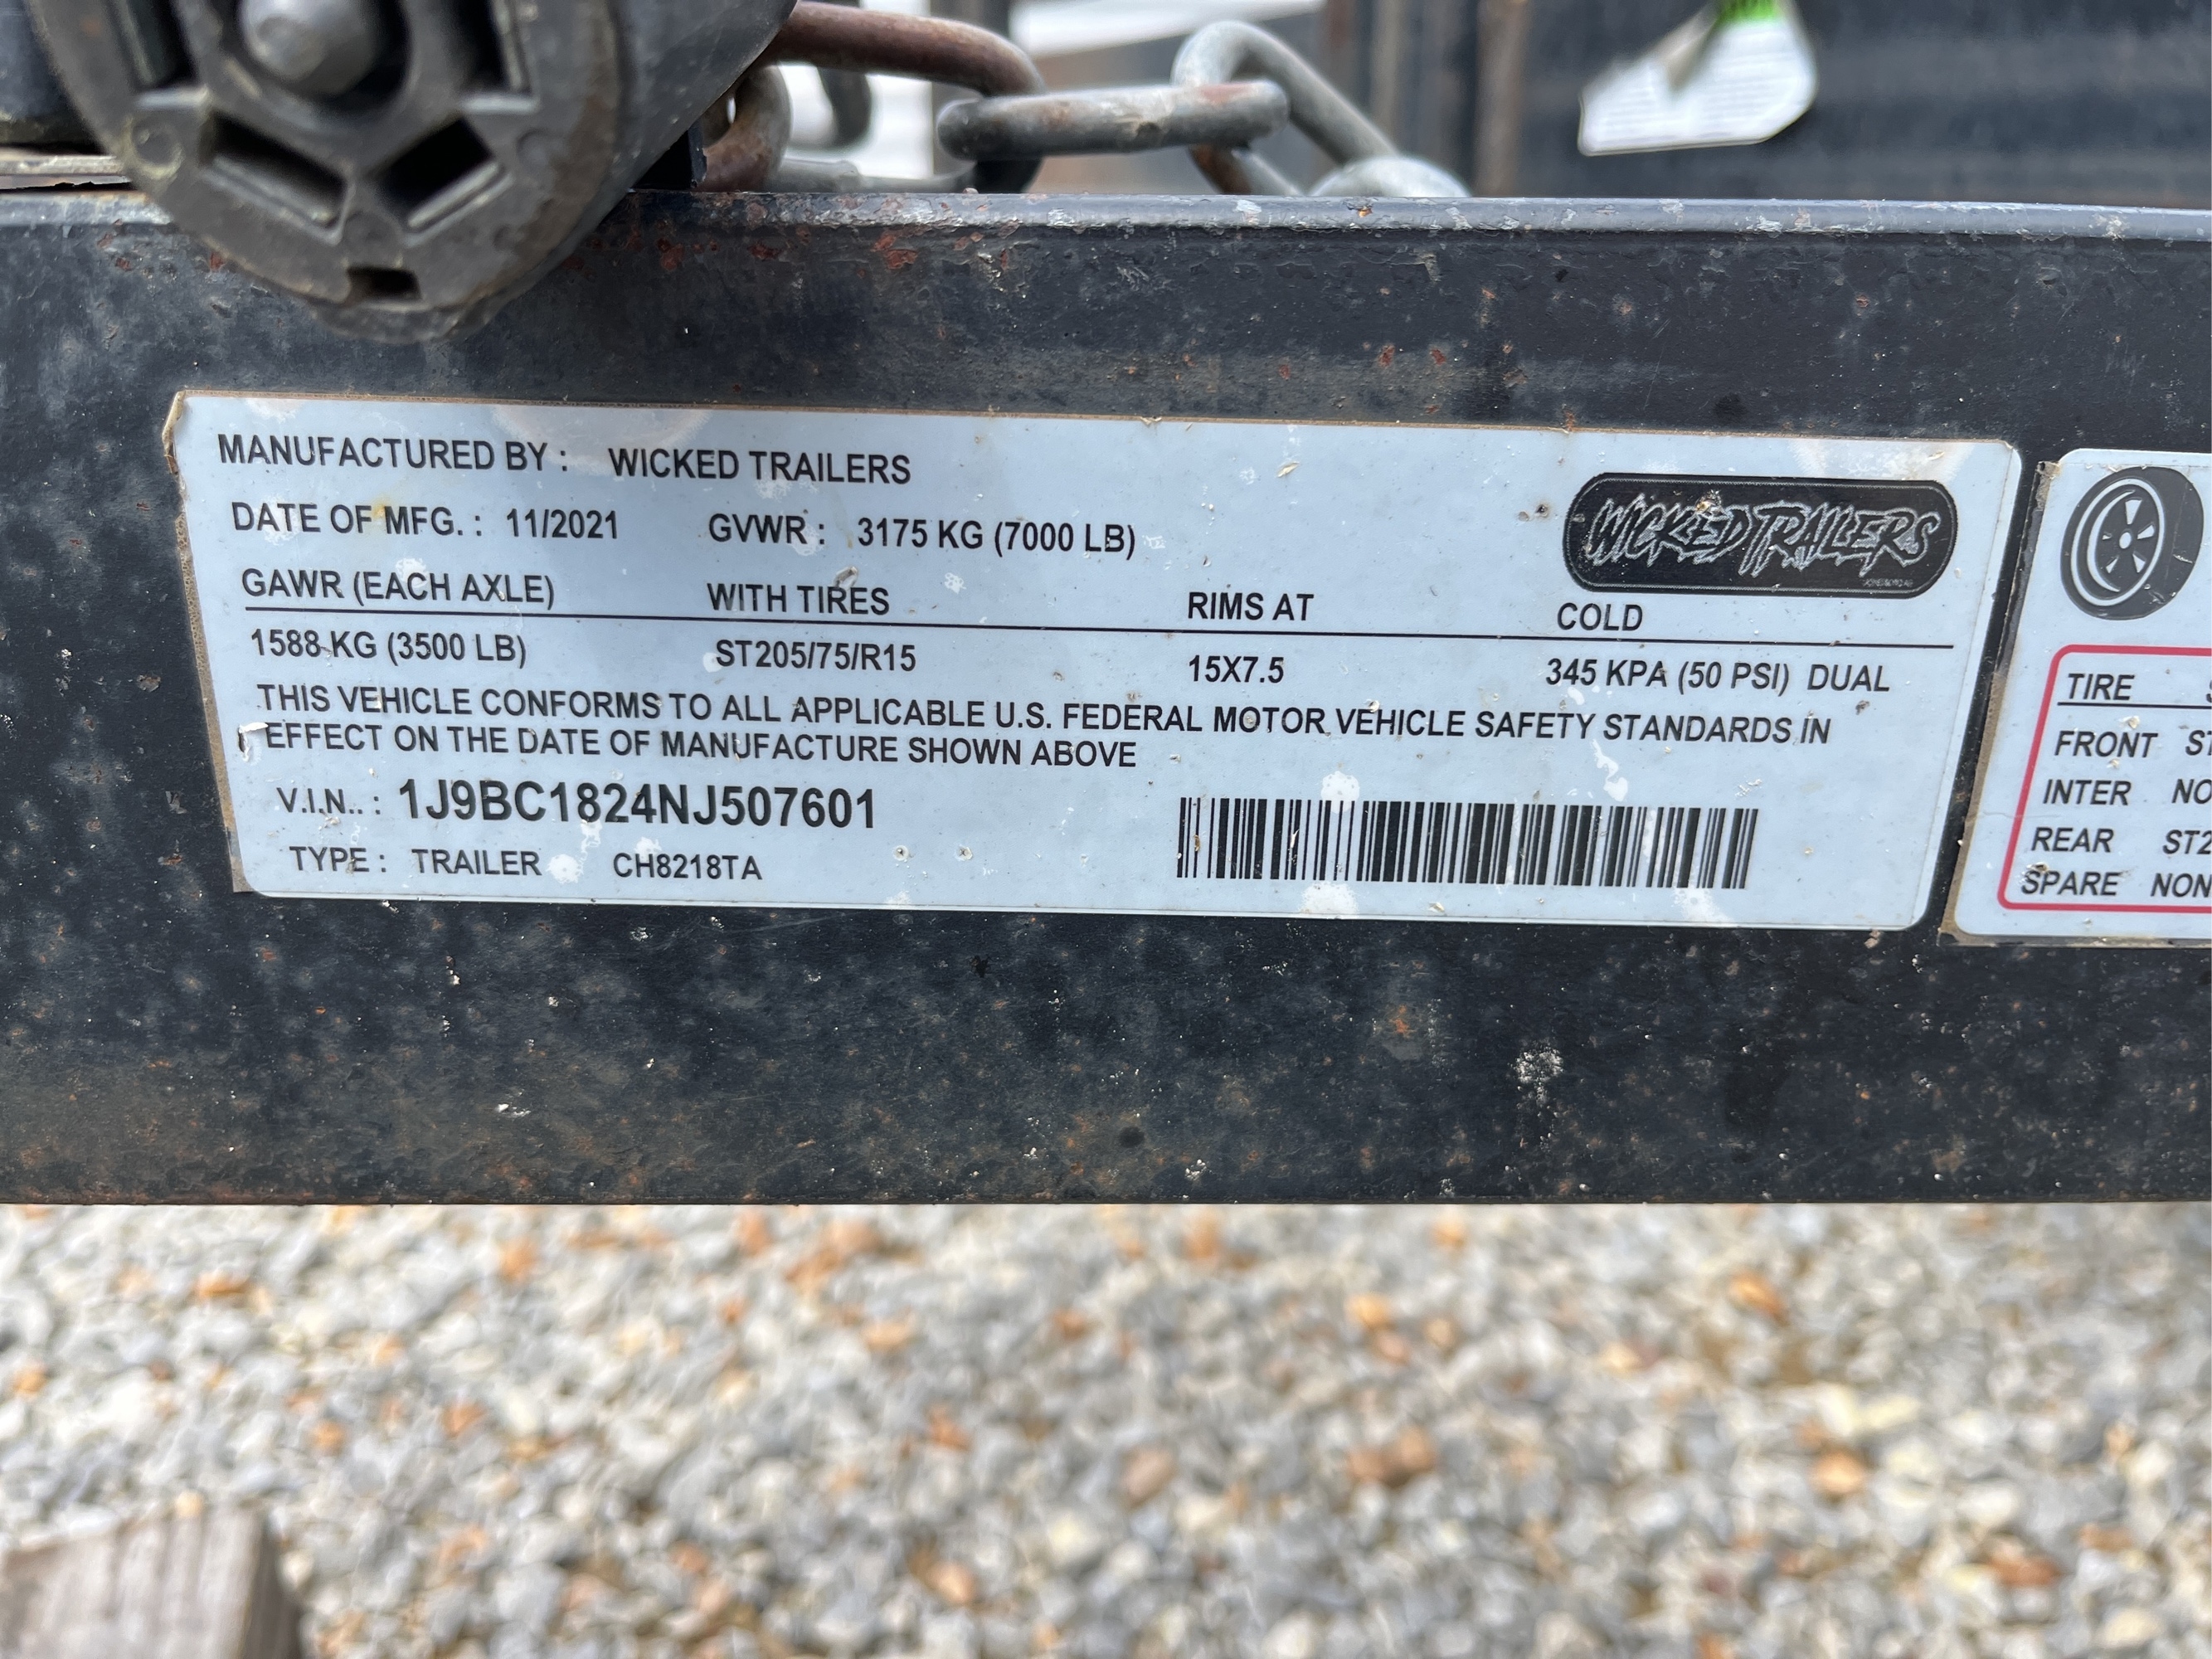 MANUFACTURED BY : WICKED TRAILERS
DATE OF MFG. : 11/2021 GVWR : 3175 KG (7000 LB)
WICKED TRAILERS
GAWR (EACH AXLE) WITH TIRES RIMS AT COLD
1588 KG (3500 LB) ST205/75/R15 15X7.5 345 KPA (50 PSI) DUAL
THIS VEHICLE CONFORMS TO ALL APPLICABLE U.S. FEDERAL MOTOR VEHICLE SAFETY STANDARDS IN
EFFECT ON THE DATE OF MANUFACTURE SHOWN ABOVE
V.I.N.. : 1J9BC1824NJ507601
TYPE : TRAILER CH8218TA
TIRE
FRONT
INTER
REAR
SPARE